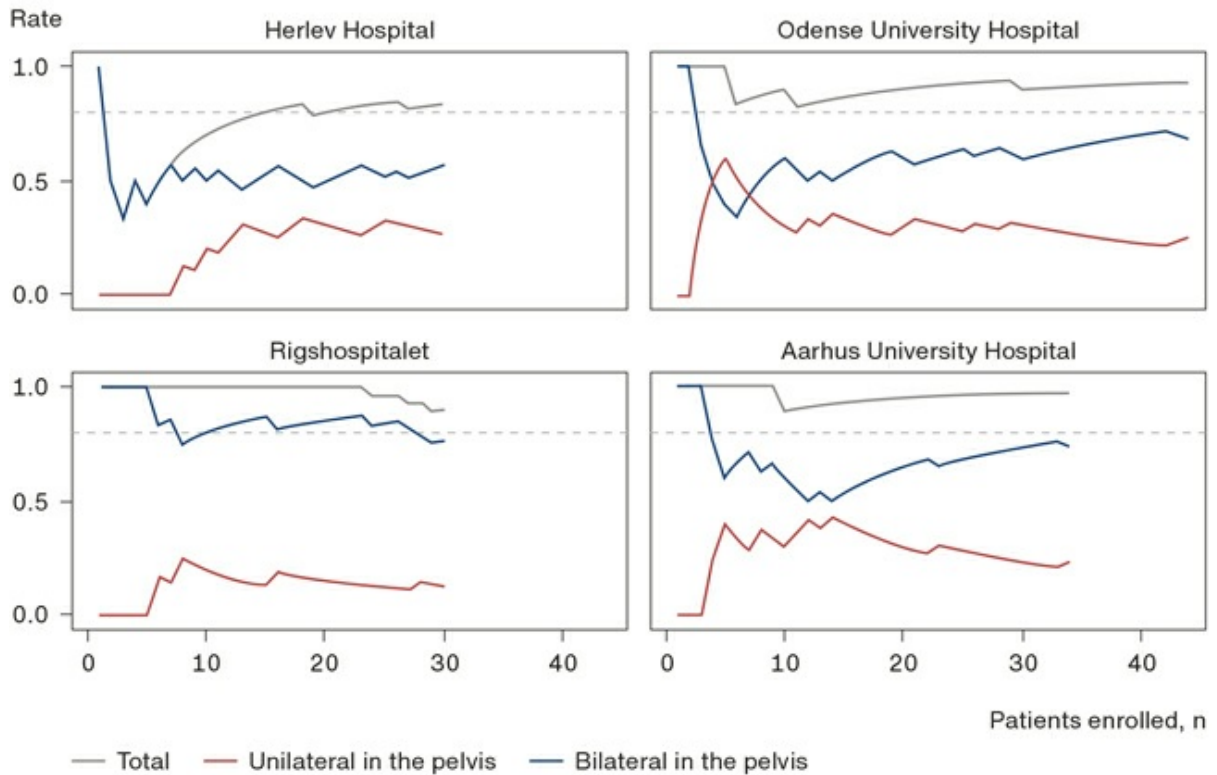 Rate
Herlev Hospital
Odense University Hospital
1.0
0.5
0.0
Rigshospitalet
Aarhus University Hospital
1.0
0.5
0.0
0 10 20 30 40
0 10 20 30 40
Patients enrolled, n
Total Unilateral in the pelvis Bilateral in the pelvis